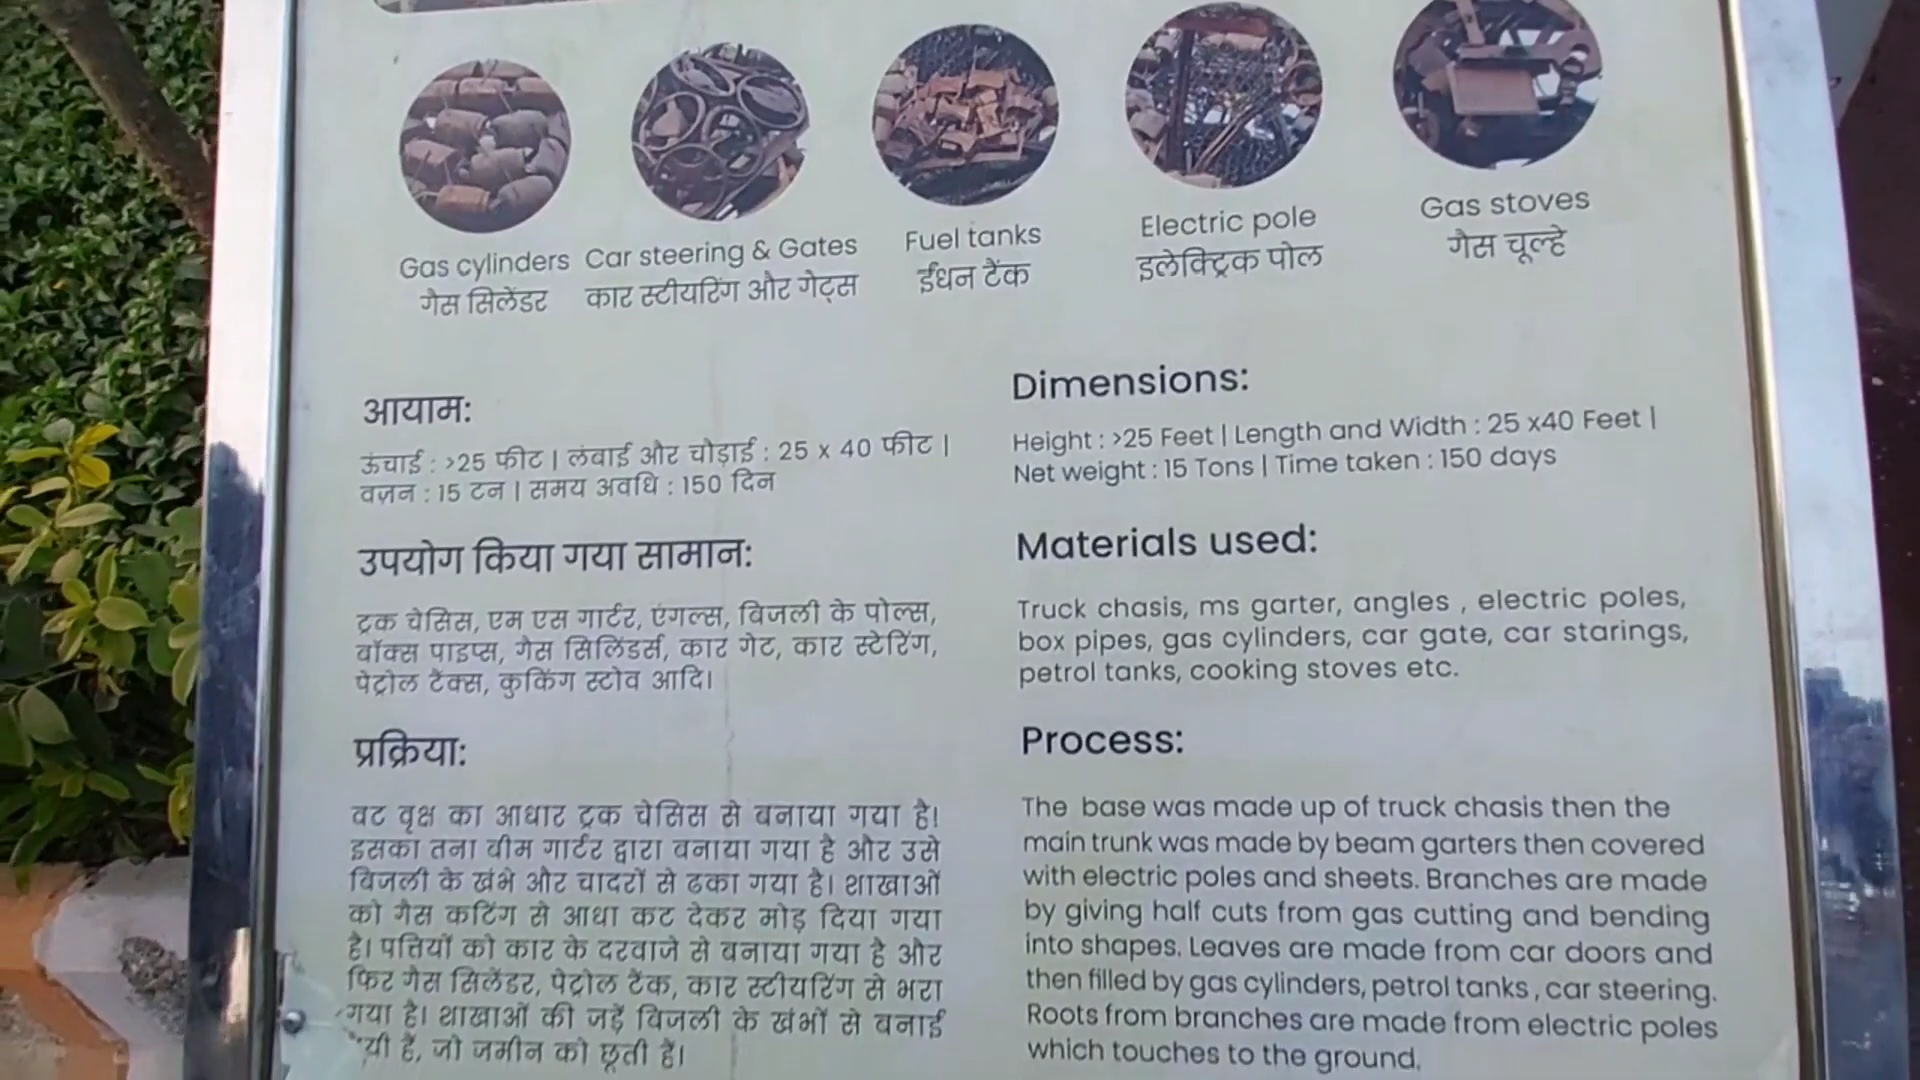 Gas cylinders
गैस सिलेंडर
Car steering & Gates
कार स्टीयरिंग और गेट्स
Fuel tanks
ईंधन टैंक
Electric pole
इलेक्ट्रिक पोल
Gas stoves
गैस चूल्हे
आयाम:
ऊंचाई : >25 फीट | लंबाई और चोड़ाई : 25 x 40 फीट |
वज़न : 15 टन | समय अवधि : 150 दिन
उपयोग किया गया सामान:
ट्रक चेसिस, एम एस गार्टर, एंगल्स, बिजली के पोल्स,
बॉक्स पाइप्स, गैस सिलिंडर्स, कार गेट, कार स्टेरिंग,
पेट्रोल टैंक्स, कुकिंग स्टोव आदि।
प्रक्रिया:
वट वृक्ष का आधार ट्रक चेसिस से बनाया गया है।
इसका तना बीम गार्टर द्वारा बनाया गया है और उसे
बिजली के खंभे और चादरों से ढका गया है। शाखाओं
को गैस कटिंग से आधा कट देकर मोड़ दिया गया
है। पत्तियों को कार के दरवाजे से बनाया गया है और
फिर गैस सिलेंडर, पेट्रोल टैंक, कार स्टीयरिंग से भरा
गया है। शाखाओं की जड़ें बिजली के खंभों से बनाई
यी हैं, जो जमीन को छूती हैं।
Dimensions:
Height : >25 Feet | Length and Width : 25 x40 Feet |
Net weight : 15 Tons | Time taken : 150 days
Materials used:
Truck chasis, ms garter, angles , electric poles,
box pipes, gas cylinders, car gate, car starings,
petrol tanks, cooking stoves etc.
Process:
The base was made up of truck chasis then the
main trunk was made by beam garters then covered
with electric poles and sheets. Branches are made
by giving half cuts from gas cutting and bending
into shapes. Leaves are made from car doors and
then filled by gas cylinders, petrol tanks , car steering.
Roots from branches are made from electric poles
which touches to the ground.